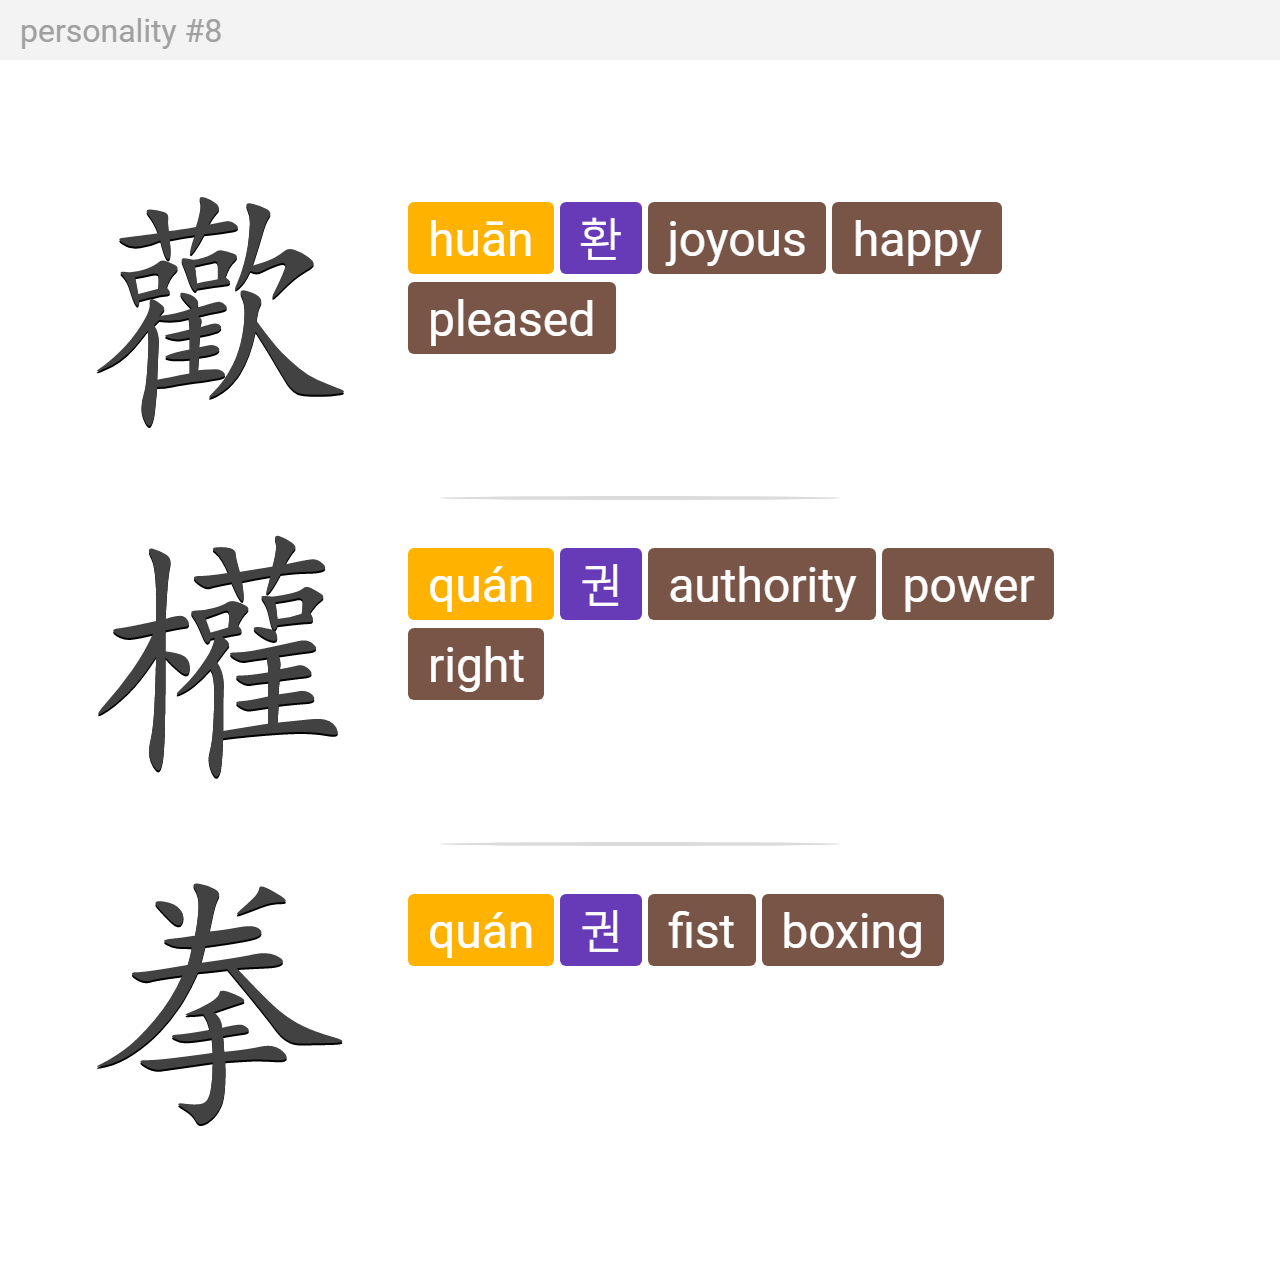 personality #8
歡
huān 환 joyous happy
pleased
權
quán 권 authority power
right
拳
quán 권 fist boxing